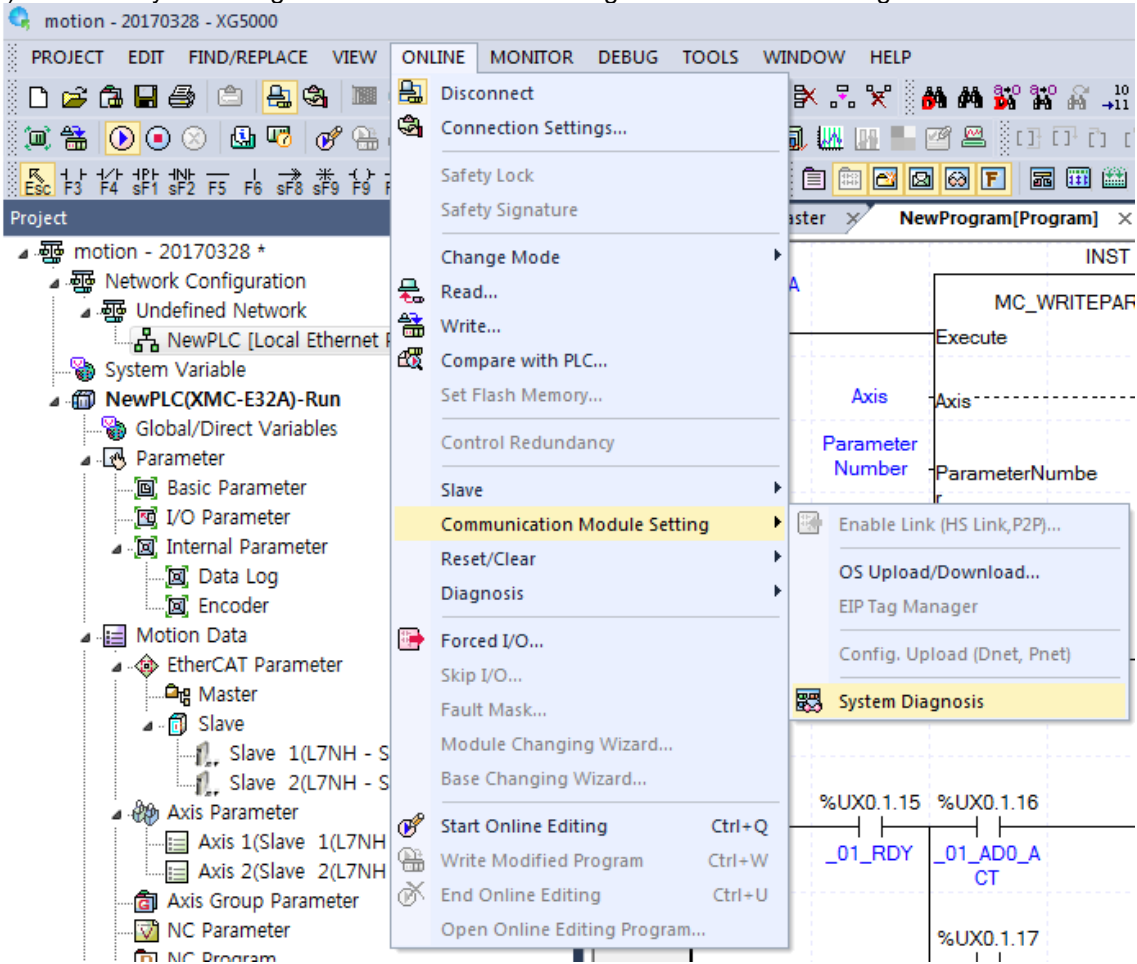 motion - 20170328 - XG5000
PROJECT EDIT FIND/REPLACE VIEW ONLINE MONITOR DEBUG TOOLS WINDOW HELP
Esc F3 F4 sF1 sF2 F5 F6 sF8 sF9 F9
Project
motion - 20170328 *
Network Configuration
Undefined Network
NewPLC [Local Ethernet
System Variable
NewPLC(XMC-E32A)-Run
Global/Direct Variables
Parameter
Basic Parameter
I/O Parameter
Internal Parameter
Data Log
Encoder
Motion Data
EtherCAT Parameter
Master
Slave
Slave 1(L7NH - S
Slave 2(L7NH - S
Axis Parameter
Axis 1(Slave 1(L7NH
Axis 2(Slave 2(L7NH
Axis Group Parameter
NC Parameter
NC Program
Disconnect
Connection Settings...
Safety Lock
Safety Signature
Change Mode
Read...
Write...
Compare with PLC...
Set Flash Memory...
Control Redundancy
Slave
Communication Module Setting
Reset/Clear
Diagnosis
Forced I/O...
Skip I/O...
Fault Mask...
Module Changing Wizard...
Base Changing Wizard...
Start Online Editing Ctrl+Q
Write Modified Program Ctrl+W
End Online Editing Ctrl+U
Open Online Editing Program...
Enable Link (HS Link,P2P)...
OS Upload/Download...
EIP Tag Manager
Config. Upload (Dnet, Pnet)
System Diagnosis
aster NewProgram[Program]
INST
A
MC_WRITEPAR
Execute
Axis Axis
Parameter
Number ParameterNumbe
r
%UX0.1.15 %UX0.1.16
_01_RDY _01_AD0_A
CT
%UX0.1.17